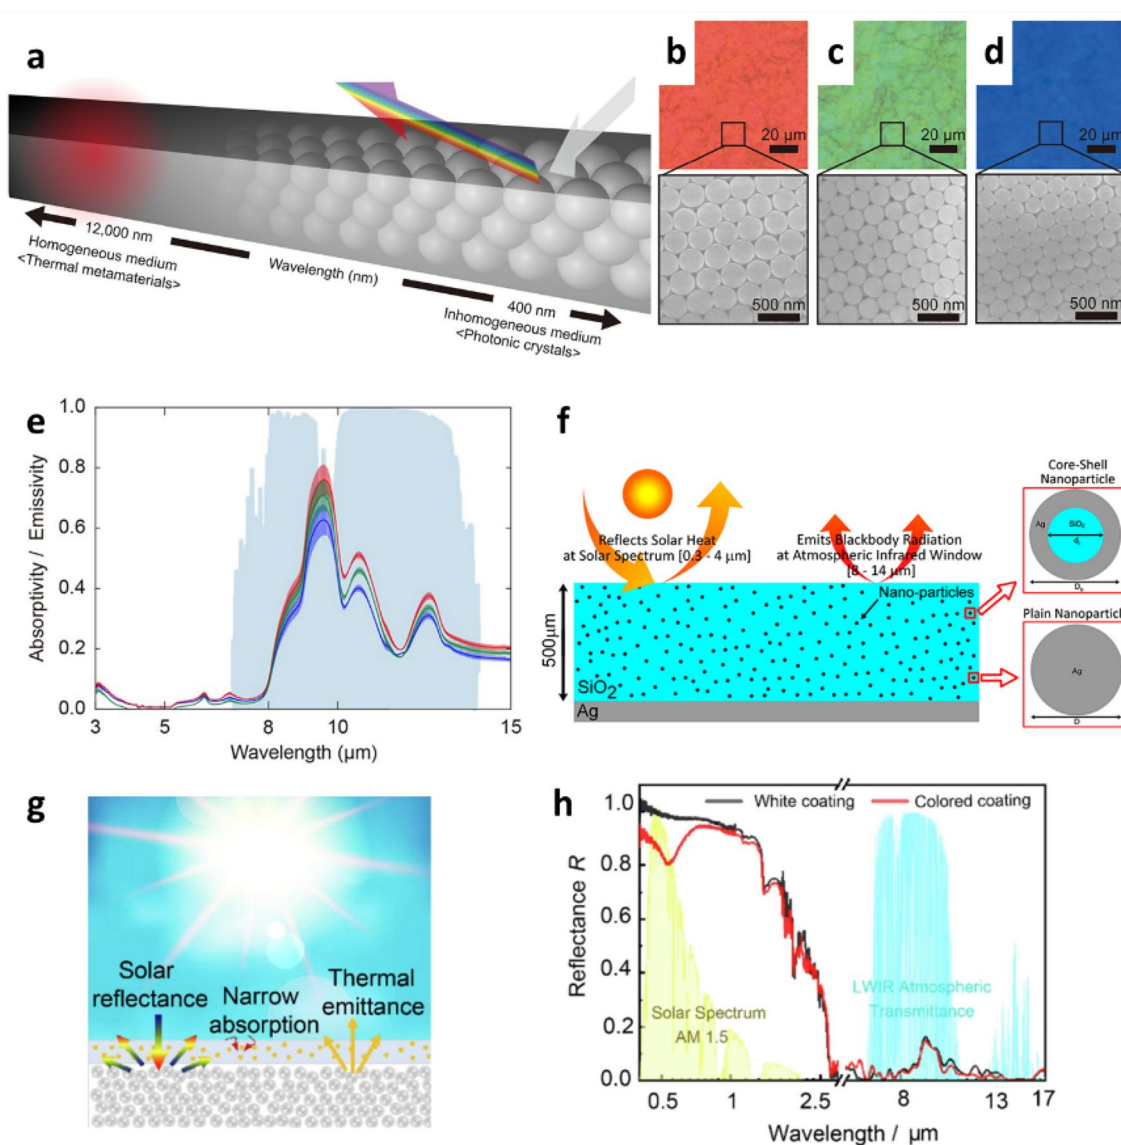 a
12,000 nm
Homogeneous medium
<Thermal metamaterials>
Wavelength (nm)
400 nm
Inhomogeneous medium
<Photonic crystals>
b
20 μm
500 nm
c
20 μm
500 nm
d
20 μm
500 nm
e
1.0
0.8
0.6
0.4
0.2
0.0
Absorptivity / Emissivity
3
5
8
10
15
Wavelength (μm)
f
Reflects Solar Heat
at Solar Spectrum [0.3 - 4 μm]
Emits Blackbody Radiation
at Atmospheric Infrared Window
[8 - 14 μm]
Nano-particles
500μm
SiO2
Ag
Core-Shell
Nanoparticle
Ag
SiO2
Plain Nanoparticle
Ag
D
g
Solar
reflectance
Narrow
absorption
Thermal
emittance
h
White coating
Colored coating
1.0
0.8
0.6
0.4
0.2
0.0
Reflectance R
Solar Spectrum
AM 1.5
LWIR Atmospheric
Transmittance
0.5
1
2.5
8
13
17
Wavelength / μm